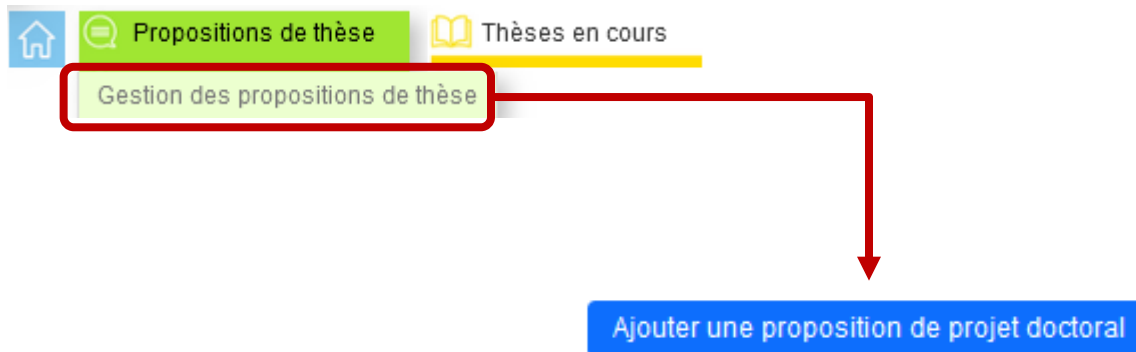 Propositions de thèse
Thèses en cours
Gestion des propositions de thèse
Ajouter une proposition de projet doctoral